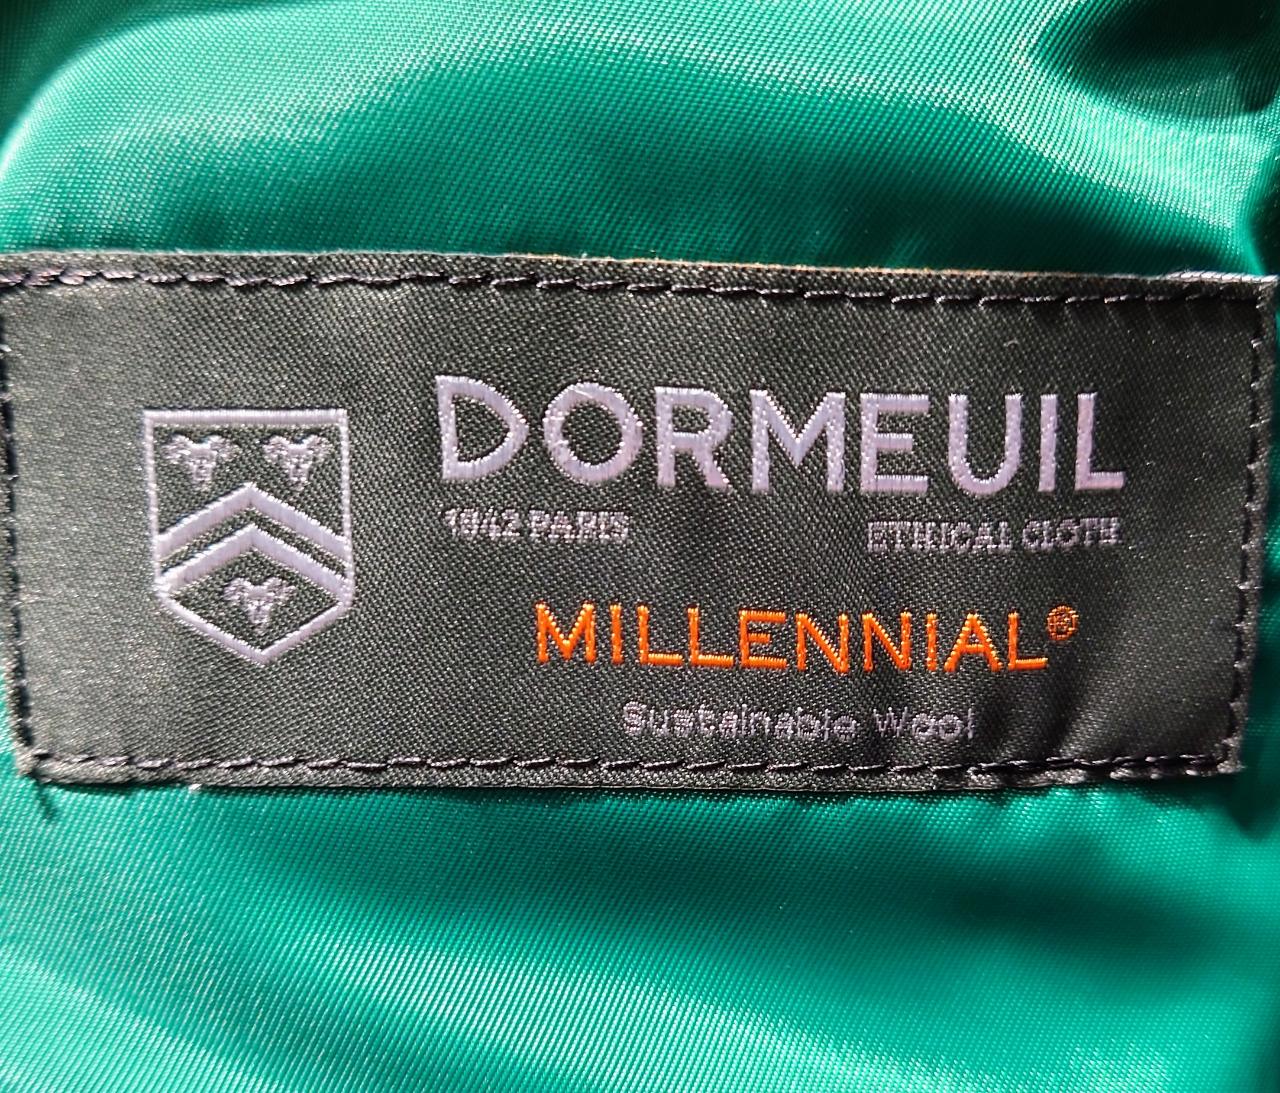 DORMEUIL
1842 PARIS ETHICAL CLOTH
MILLENNIAL®
Sustainable Wool